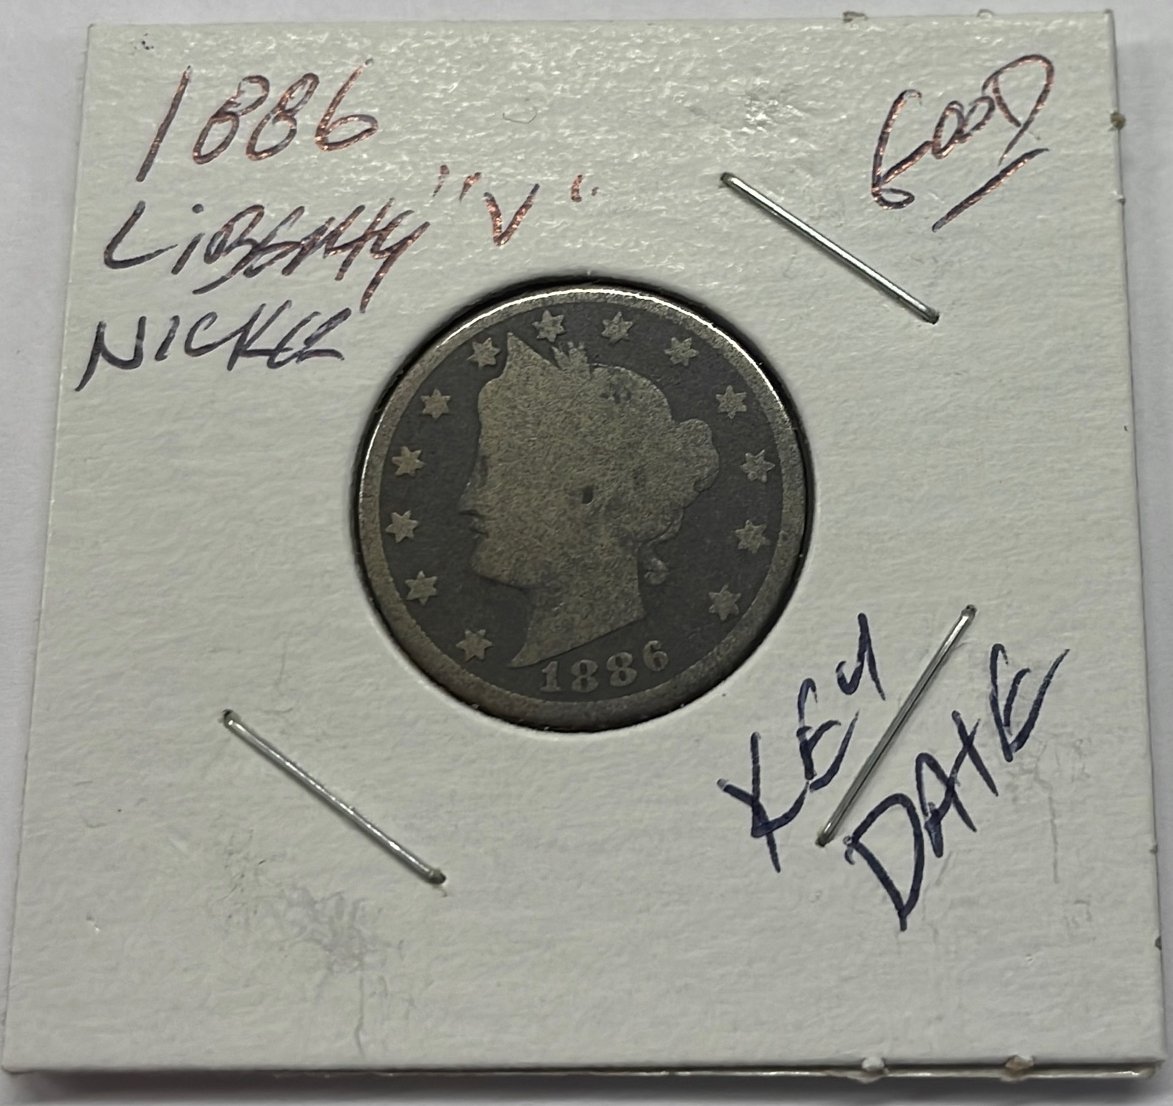 1886
LIBERTY "V"
NICKEL
GOOD
1886
KEY
DATE